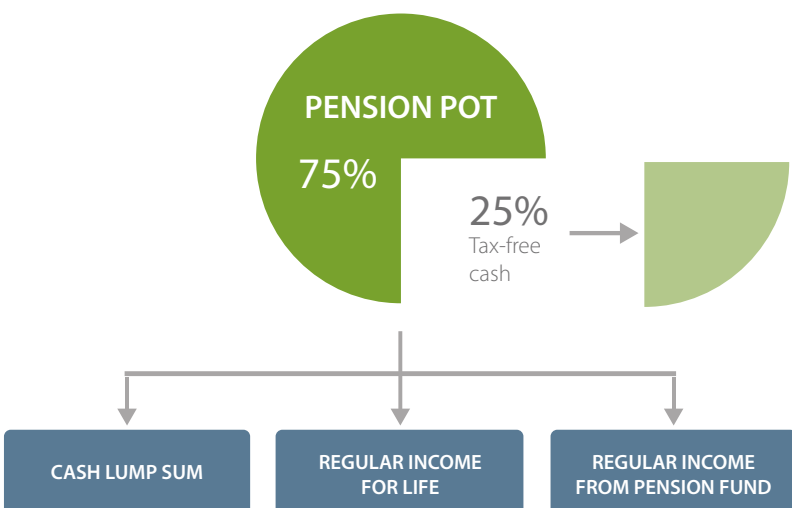 PENSION POT
75%
25%
Tax-free
cash
CASH LUMP SUM
REGULAR INCOME
FOR LIFE
REGULAR INCOME
FROM PENSION FUND